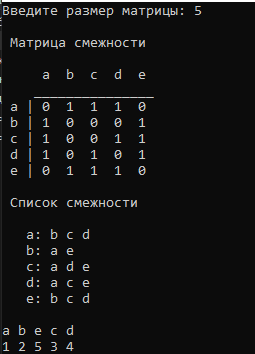 Введите размер матрицы: 5
Матрица смежности
a b c d e
a | 0 1 1 1 0
b | 1 0 0 0 1
c | 1 0 0 1 1
d | 1 0 1 0 1
e | 0 1 1 1 0
Список смежности
a: b c d
b: a e
c: a d e
d: a c e
e: b c d
a b e c d
1 2 5 3 4